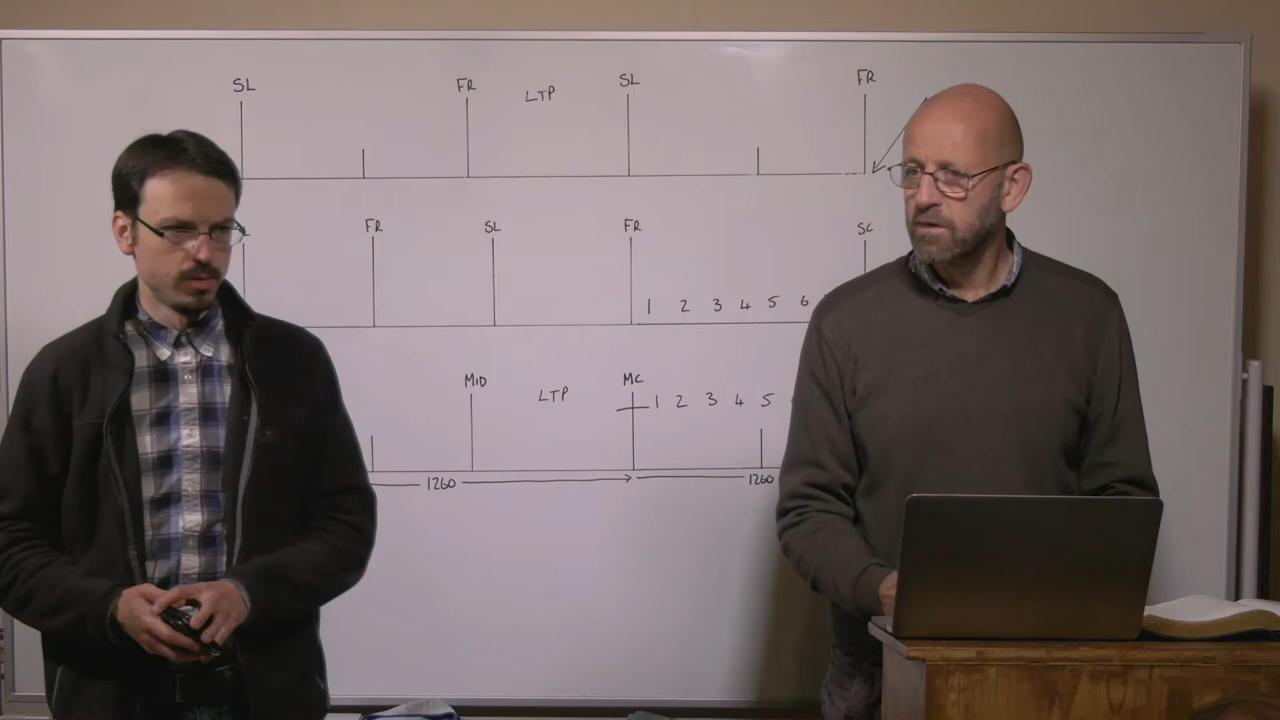 SL FR LTP SL FR
FR SL FR SC
1 2 3 4 5 6
MID LTP MC 1 2 3 4 5
1260 1260